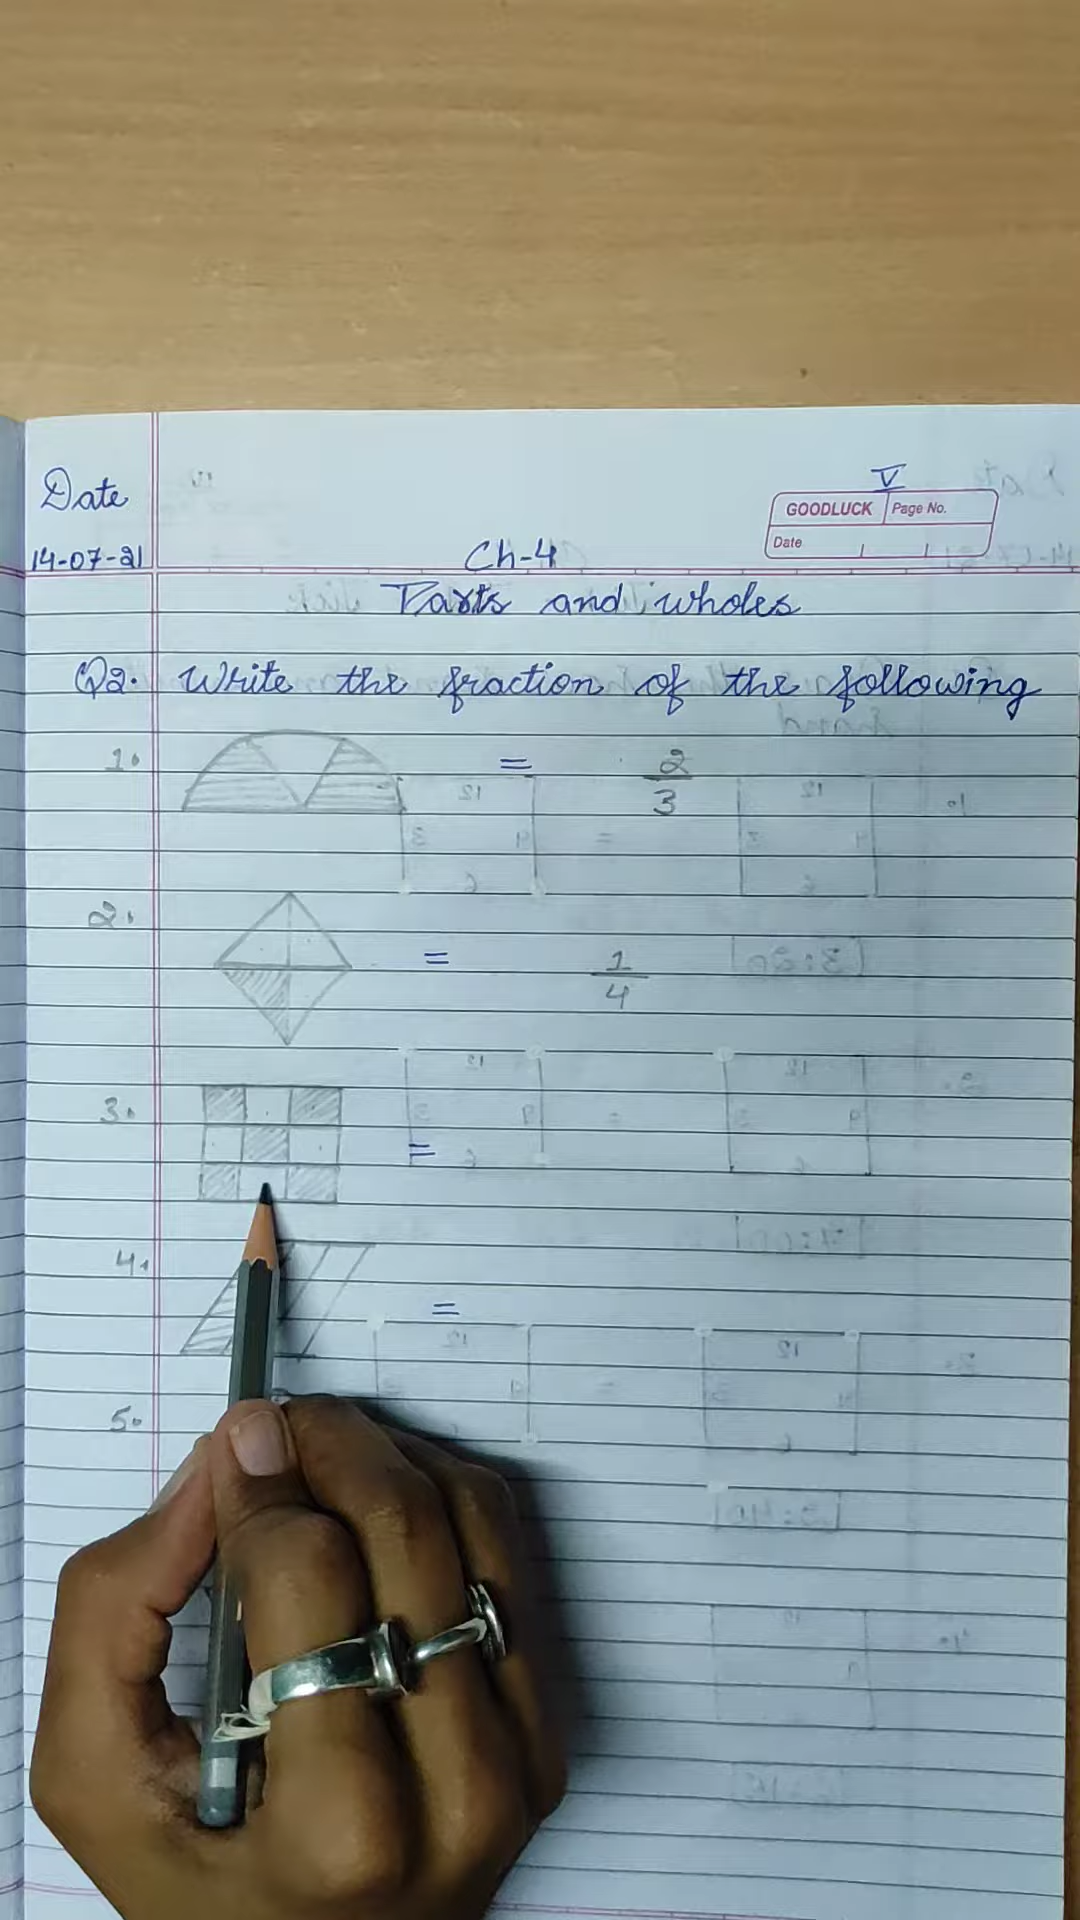 Date
V
GOODLUCK Page No.
Date
14-07-21
Ch-4
Parts and wholes
Q2. Write the fraction of the following
1. = 2/3
2. = 1/4
3. =
4. =
5.